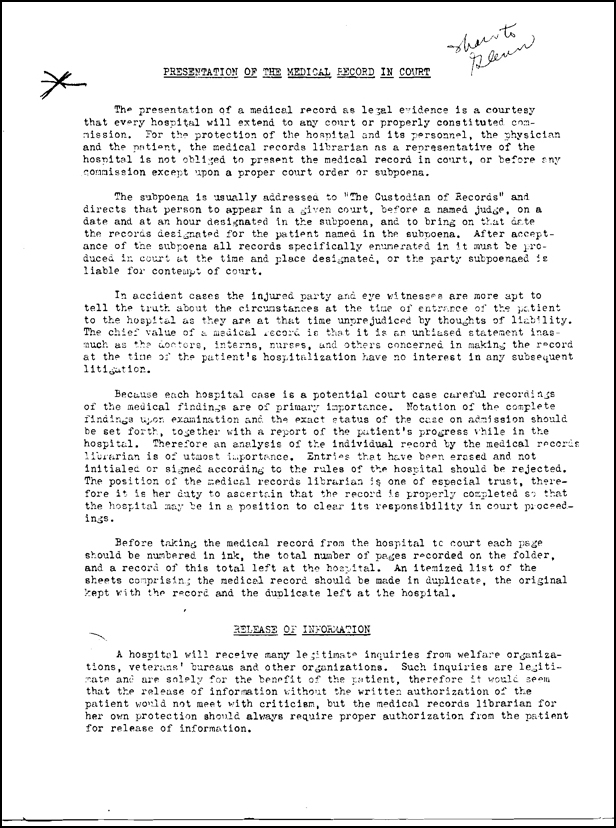 show to
Glenn
PRESENTATION OF THE MEDICAL RECORD IN COURT
The presentation of a medical record as legal evidence is a courtesy
that every hospital will extend to any court or properly constituted com-
mission. For the protection of the hospital and its personnel, the physician
and the patient, the medical records librarian as a representative of the
hospital is not obliged to present the medical record in court, or before any
commission except upon a proper court order or subpoena.
The subpoena is usually addressed to "The Custodian of Records" and
directs that person to appear in a given court, before a named judge, on a
date and at an hour designated in the subpoena, and to bring on that date
the records designated for the patient named in the subpoena. After accept-
ance of the subpoena all records specifically enumerated in it must be pro-
duced in court at the time and place designated, or the party subpoenaed is
liable for contempt of court.
In accident cases the injured party and eye witnesses are more apt to
tell the truth about the circumstances at the time of entrance of the patient
to the hospital as they are at that time unprejudiced by thoughts of liability.
The chief value of a medical record is that it is an unbiased statement inas-
much as the doctors, interns, nurses, and others concerned in making the record
at the time of the patient's hospitalization have no interest in any subsequent
litigation.
Because each hospital case is a potential court case careful recordings
of the medical findings are of primary importance. Notation of the complete
findings upon examination and the exact status of the case on admission should
be set forth, together with a report of the patient's progress while in the
hospital. Therefore an analysis of the individual record by the medical records
librarian is of utmost importance. Entries that have been erased and not
initialed or signed according to the rules of the hospital should be rejected.
The position of the medical records librarian is one of especial trust, there-
fore it is her duty to ascertain that the record is properly completed so that
the hospital may be in a position to clear its responsibility in court proceed-
ings.
Before taking the medical record from the hospital to court each page
should be numbered in ink, the total number of pages recorded on the folder,
and a record of this total left at the hospital. An itemized list of the
sheets comprising the medical record should be made in duplicate, the original
kept with the record and the duplicate left at the hospital.
RELEASE OF INFORMATION
A hospital will receive many legitimate inquiries from welfare organiza-
tions, veterans' bureaus and other organizations. Such inquiries are legiti-
mate and are solely for the benefit of the patient, therefore it would seem
that the release of information without the written authorization of the
patient would not meet with criticism, but the medical records librarian for
her own protection should always require proper authorization from the patient
for release of information.